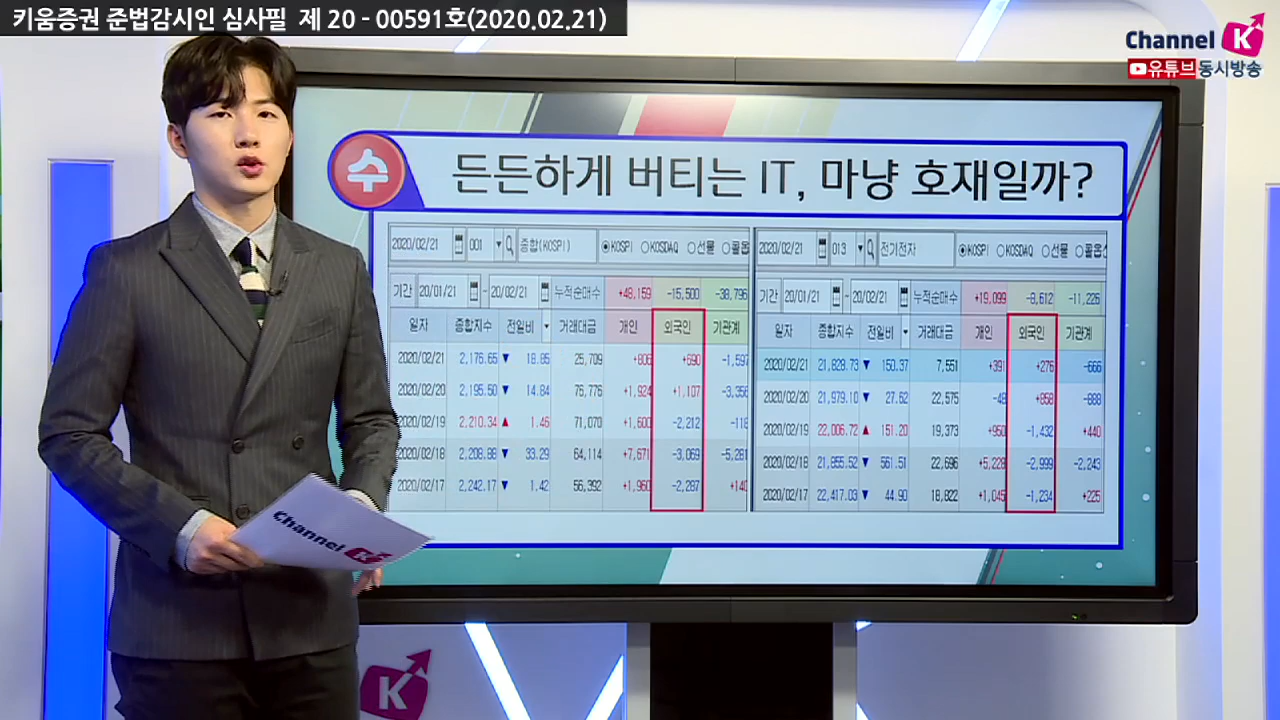 키움증권 준법감시인 심사필 제 20 - 00591호(2020.02.21)
Channel K
유튜브동시방송
수 든든하게 버티는 IT, 마냥 호재일까?
2020/02/21 001 종합(KOSPI) KOSPI KOSDAQ 선물 콜옵
기간 20/01/21 - 20/02/21 누적순매수 +48,159 -15,500 -38,796
일자 종합지수 전일비 거래대금 개인 외국인 기관계
2020/02/21 2,176.65 ▼ 18.85 25,709 +806 +690 -1,597
2020/02/20 2,195.50 ▼ 14.84 76,776 +1,924 +1,107 -3,356
2020/02/19 2,210.34 ▲ 1.46 71,070 +1,600 -2,212 -118
2020/02/18 2,208.88 ▼ 33.29 64,114 +7,671 -3,069 -5,281
2020/02/17 2,242.17 ▼ 1.42 56,392 +1,960 -2,287 +140
2020/02/21 013 전기전자 KOSPI KOSDAQ 선물 콜옵
기간 20/01/21 - 20/02/21 누적순매수 +19,099 -8,612 -11,226
일자 종합지수 전일비 거래대금 개인 외국인 기관계
2020/02/21 21,828.73 ▼ 150.37 7,551 +391 +276 -666
2020/02/20 21,979.10 ▼ 27.62 22,575 -48 +858 -888
2020/02/19 22,006.72 ▲ 151.20 19,373 +950 -1,432 +440
2020/02/18 21,855.52 ▼ 561.51 22,696 +5,228 -2,999 -2,243
2020/02/17 22,417.03 ▼ 44.90 18,822 +1,045 -1,234 +225
Channel K
K